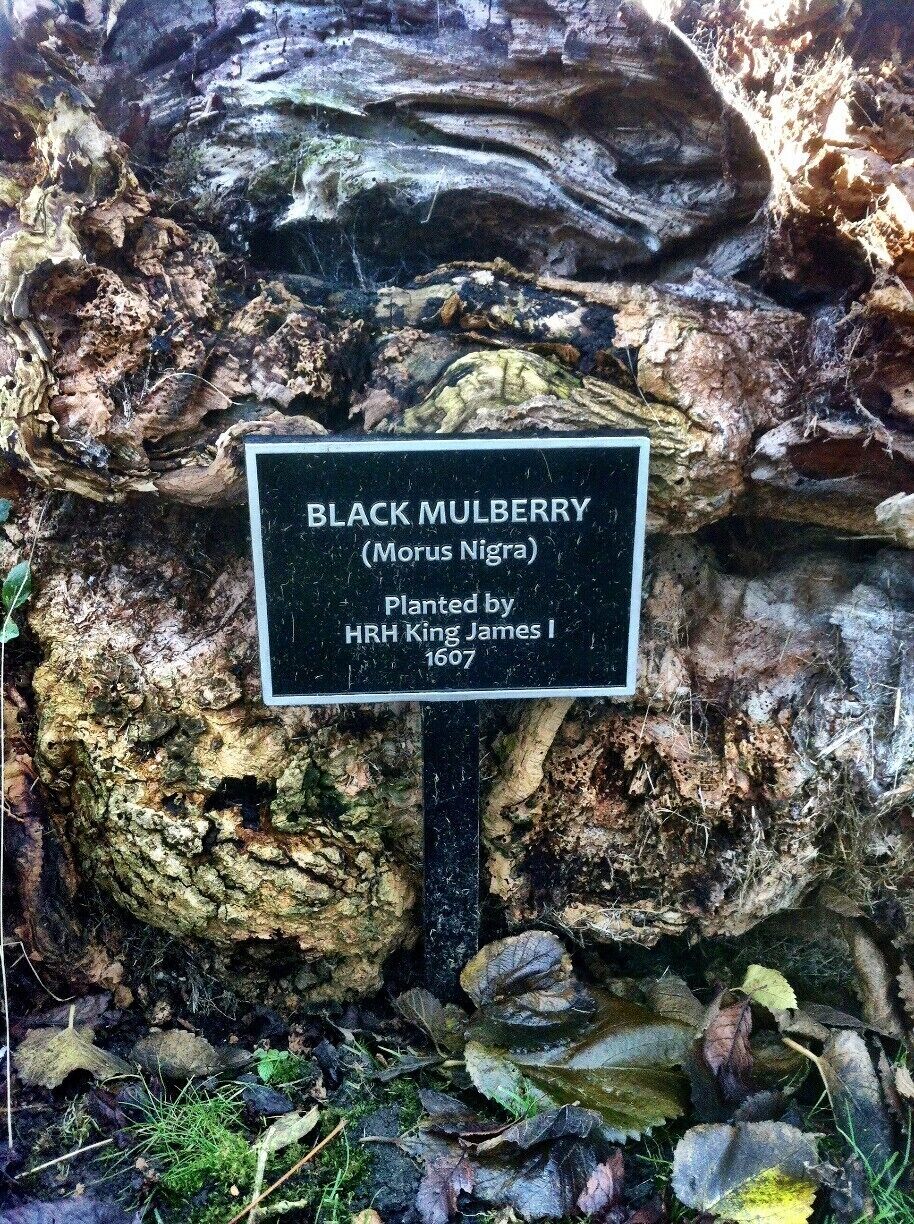 BLACK MULBERRY
(Morus Nigra)
Planted by
HRH King James I
1607